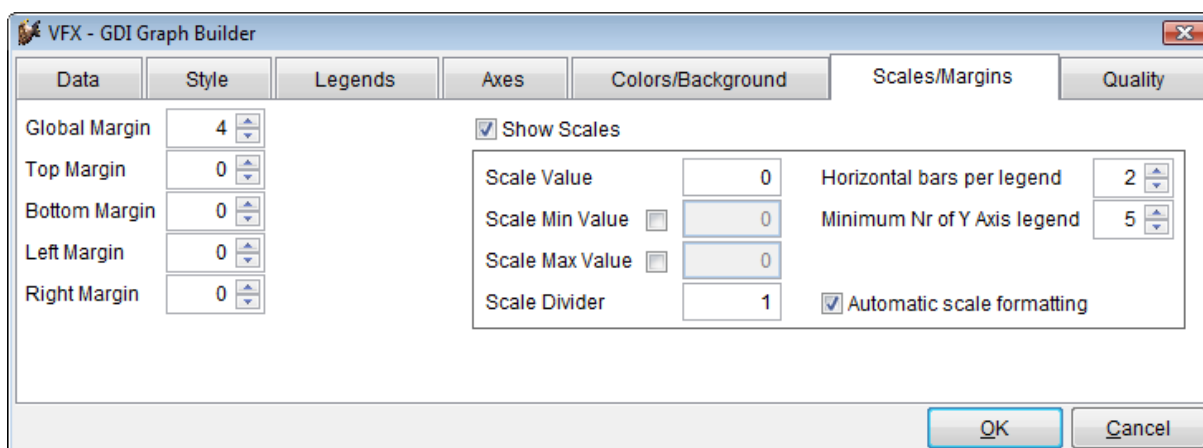 VFX - GDI Graph Builder
Data Style Legends Axes Colors/Background Scales/Margins Quality
Global Margin 4
Top Margin 0
Bottom Margin 0
Left Margin 0
Right Margin 0
Show Scales
Scale Value 0 Horizontal bars per legend 2
Scale Min Value 0 Minimum Nr of Y Axis legend 5
Scale Max Value 0
Scale Divider 1 Automatic scale formatting
OK Cancel